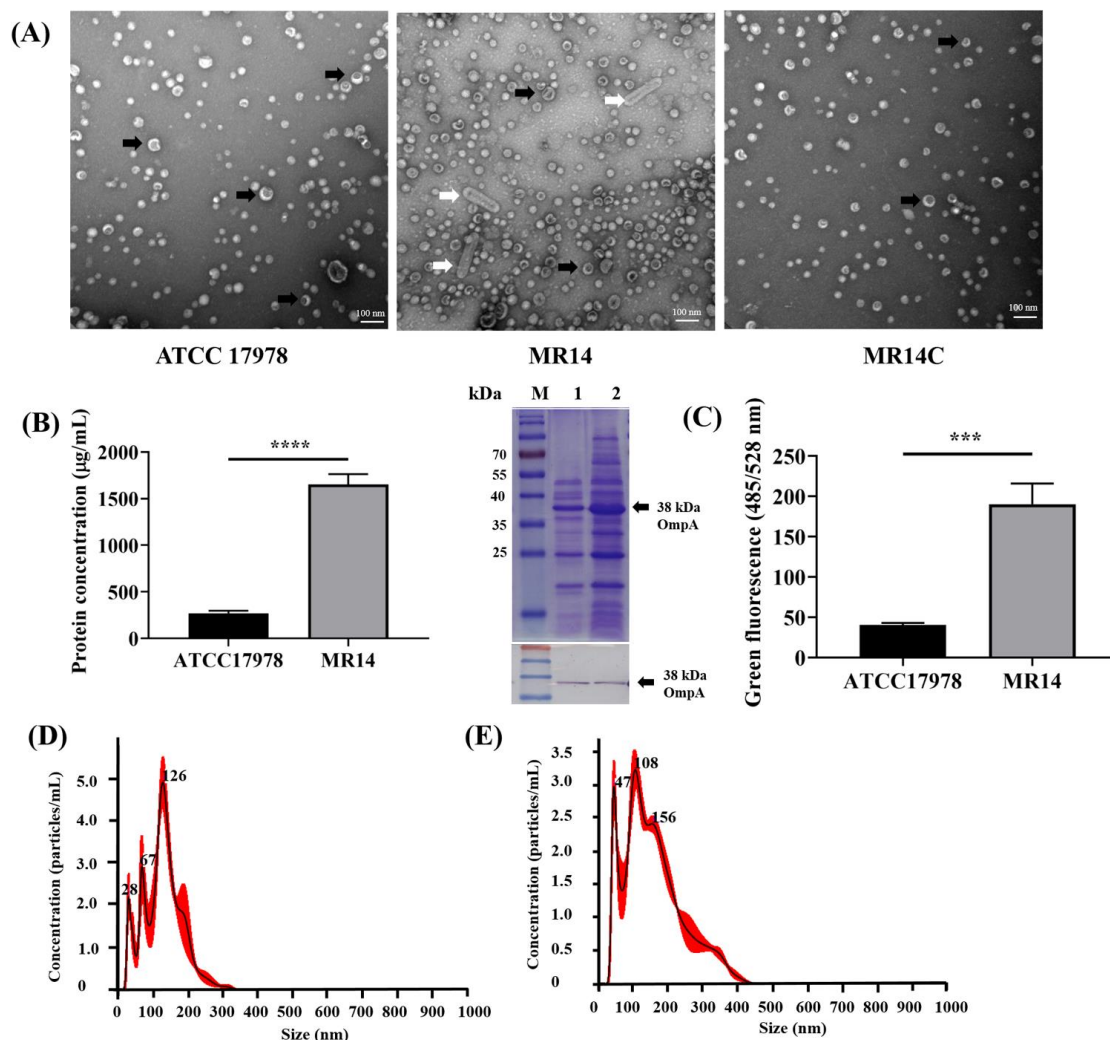 (A)
100 nm
100 nm
100 nm
ATCC 17978
MR14
MR14C
(B)
Protein concentration (µg/mL)
2000
1500
1000
500
0
****
ATCC17978
MR14
kDa M 1 2
70
55
40
35
25
38 kDa
OmpA
38 kDa
OmpA
(C)
Green fluorescence (485/528 nm)
250
200
150
100
50
0
***
ATCC17978
MR14
(D)
Concentration (particles/mL)
5.0
4.0
3.0
2.0
1.0
0
28
67
126
0 100 200 300 400 500 600 700 800 900 1000
Size (nm)
(E)
Concentration (particles/mL)
3.5
3.0
2.5
2.0
1.5
1.0
0.5
0
47
108
156
0 100 200 300 400 500 600 700 800 900 1000
Size (nm)